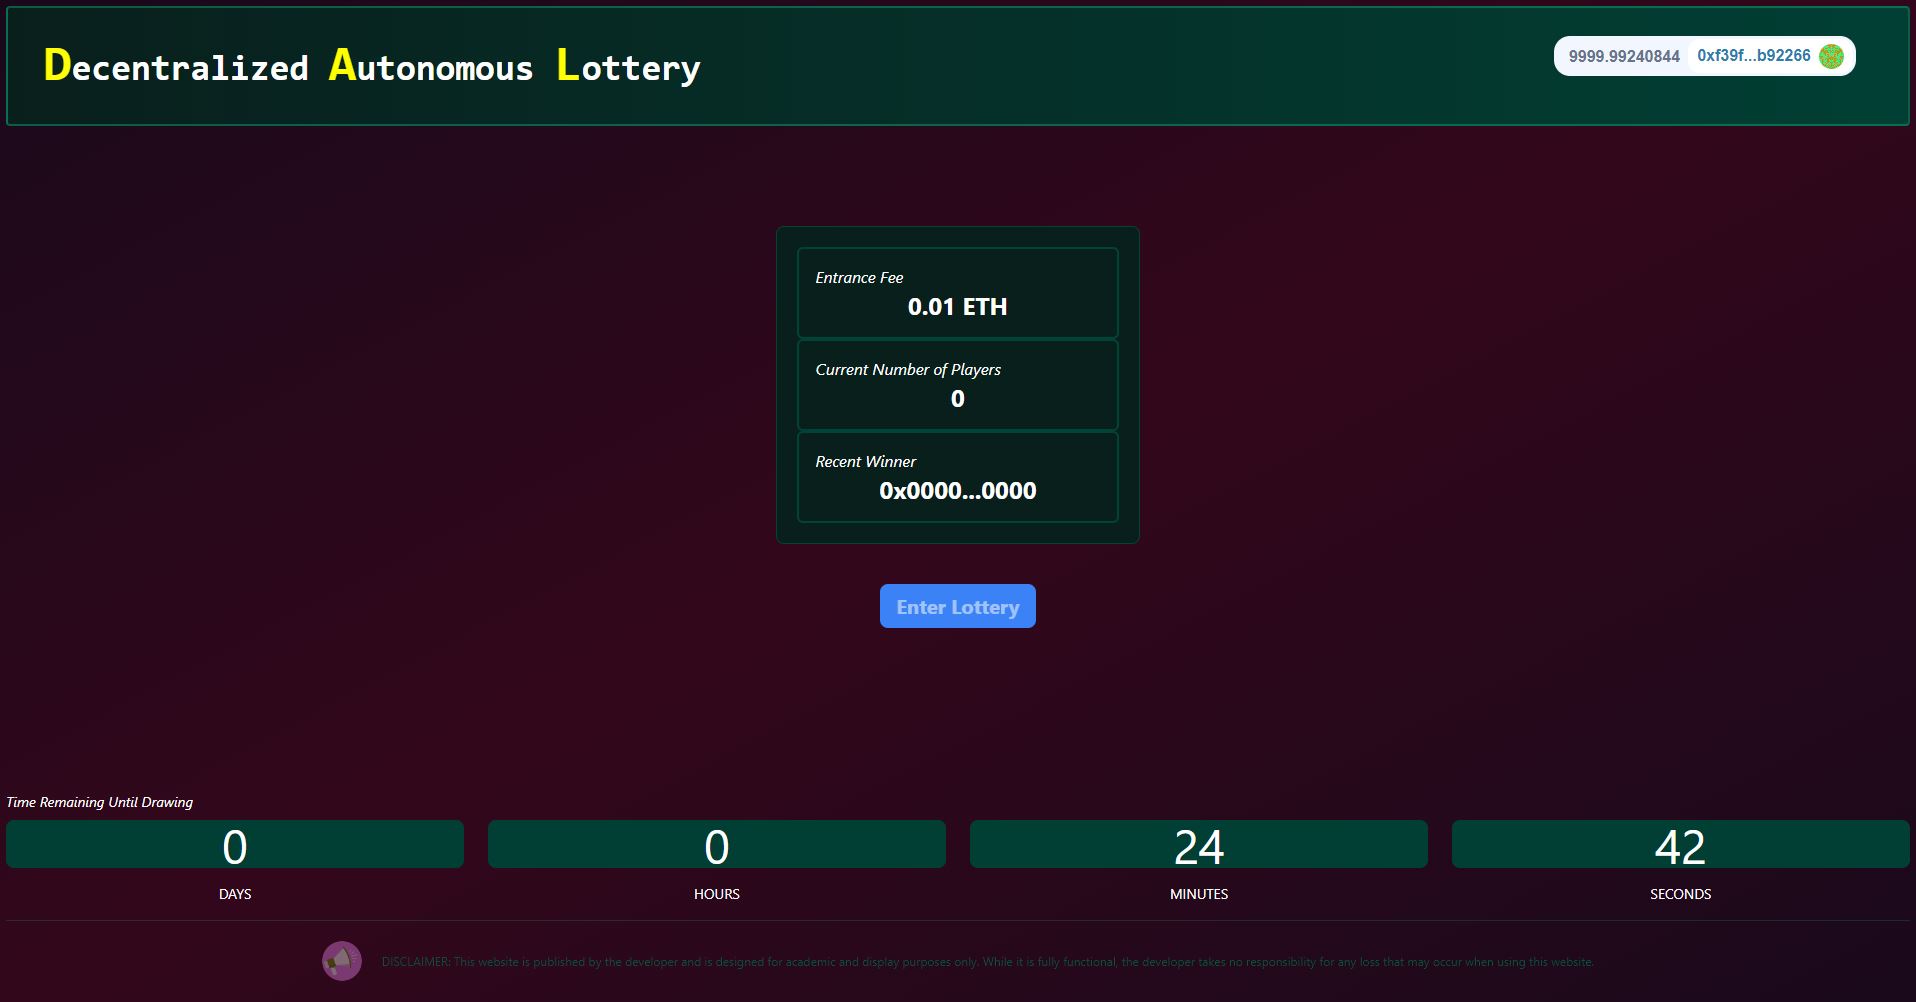 Decentralized Autonomous Lottery
9999.99240844 0xf39f...b92266
Entrance Fee
0.01 ETH
Current Number of Players
0
Recent Winner
0x0000...0000
Enter Lottery
Time Remaining Until Drawing
0 0 24 42
DAYS HOURS MINUTES SECONDS
DISCLAIMER: This website is published by the developer and is designed for academic and display purposes only. While it is fully functional, the developer takes no responsibility for any loss that may occur when using this website.